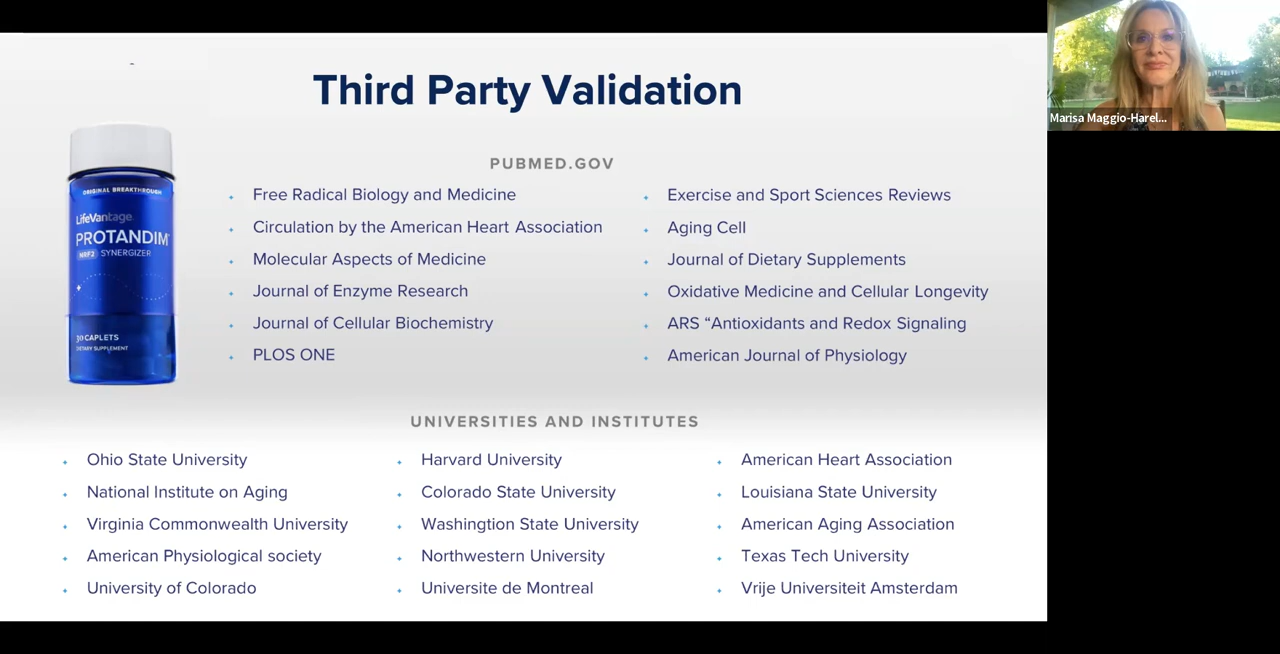 Third Party Validation
Marisa Maggio-Harel...
ORIGINAL BREAKTHROUGH
LifeVantage
PROTANDIM
NRF2 SYNERGIZER
30 CAPLETS
DIETARY SUPPLEMENT
PUBMED.GOV
Free Radical Biology and Medicine
Circulation by the American Heart Association
Molecular Aspects of Medicine
Journal of Enzyme Research
Journal of Cellular Biochemistry
PLOS ONE
Exercise and Sport Sciences Reviews
Aging Cell
Journal of Dietary Supplements
Oxidative Medicine and Cellular Longevity
ARS “Antioxidants and Redox Signaling
American Journal of Physiology
UNIVERSITIES AND INSTITUTES
Ohio State University
National Institute on Aging
Virginia Commonwealth University
American Physiological society
University of Colorado
Harvard University
Colorado State University
Washingtion State University
Northwestern University
Universite de Montreal
American Heart Association
Louisiana State University
American Aging Association
Texas Tech University
Vrije Universiteit Amsterdam